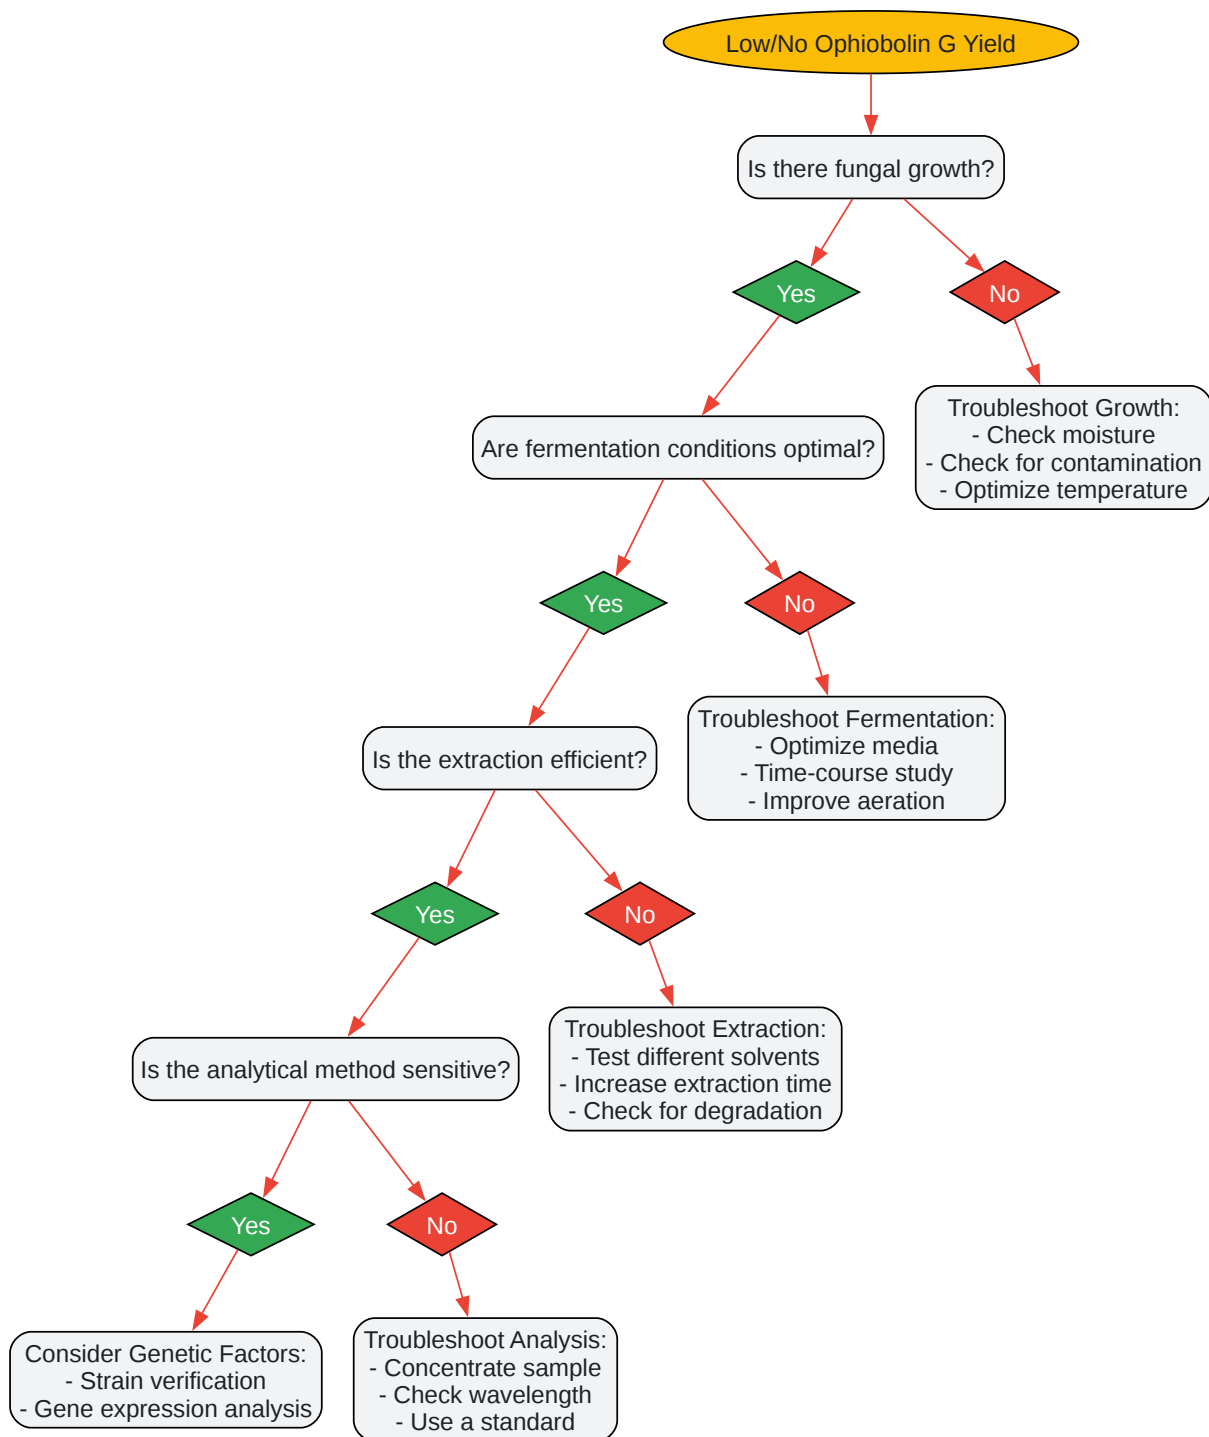 Low/No Ophiobolin G Yield
Is there fungal growth?
Yes
No
Troubleshoot Growth:
- Check moisture
- Check for contamination
- Optimize temperature
Are fermentation conditions optimal?
Yes
No
Troubleshoot Fermentation:
- Optimize media
- Time-course study
- Improve aeration
Is the extraction efficient?
Yes
No
Troubleshoot Extraction:
- Test different solvents
- Increase extraction time
- Check for degradation
Is the analytical method sensitive?
Yes
No
Consider Genetic Factors:
- Strain verification
- Gene expression analysis
Troubleshoot Analysis:
- Concentrate sample
- Check wavelength
- Use a standard